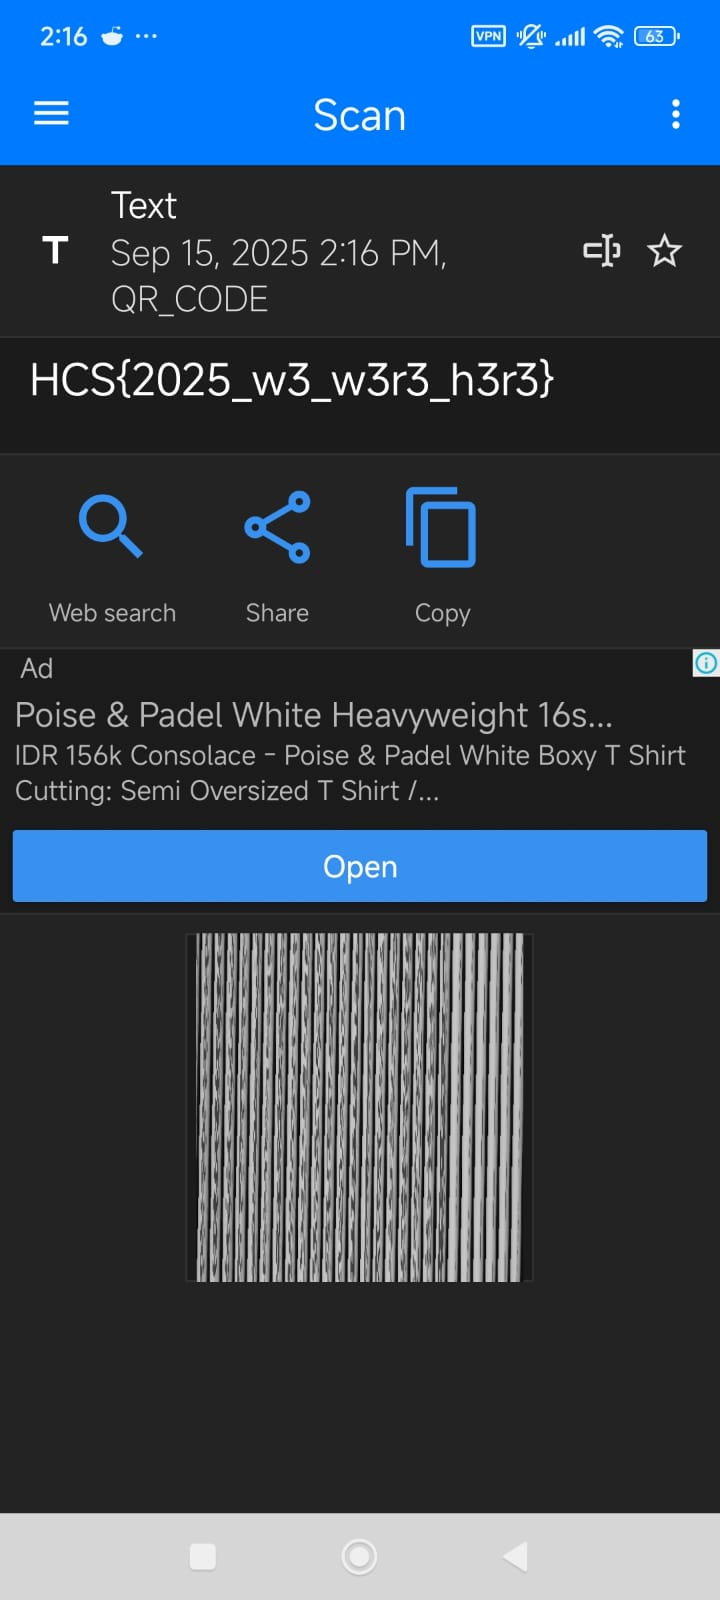 2:16
VPN
63
Scan
Text
T
Sep 15, 2025 2:16 PM,
QR_CODE
HCS{2025_w3_w3r3_h3r3}
Web search
Share
Copy
Ad
Poise & Padel White Heavyweight 16s...
IDR 156k Consolace - Poise & Padel White Boxy T Shirt
Cutting: Semi Oversized T Shirt /...
Open